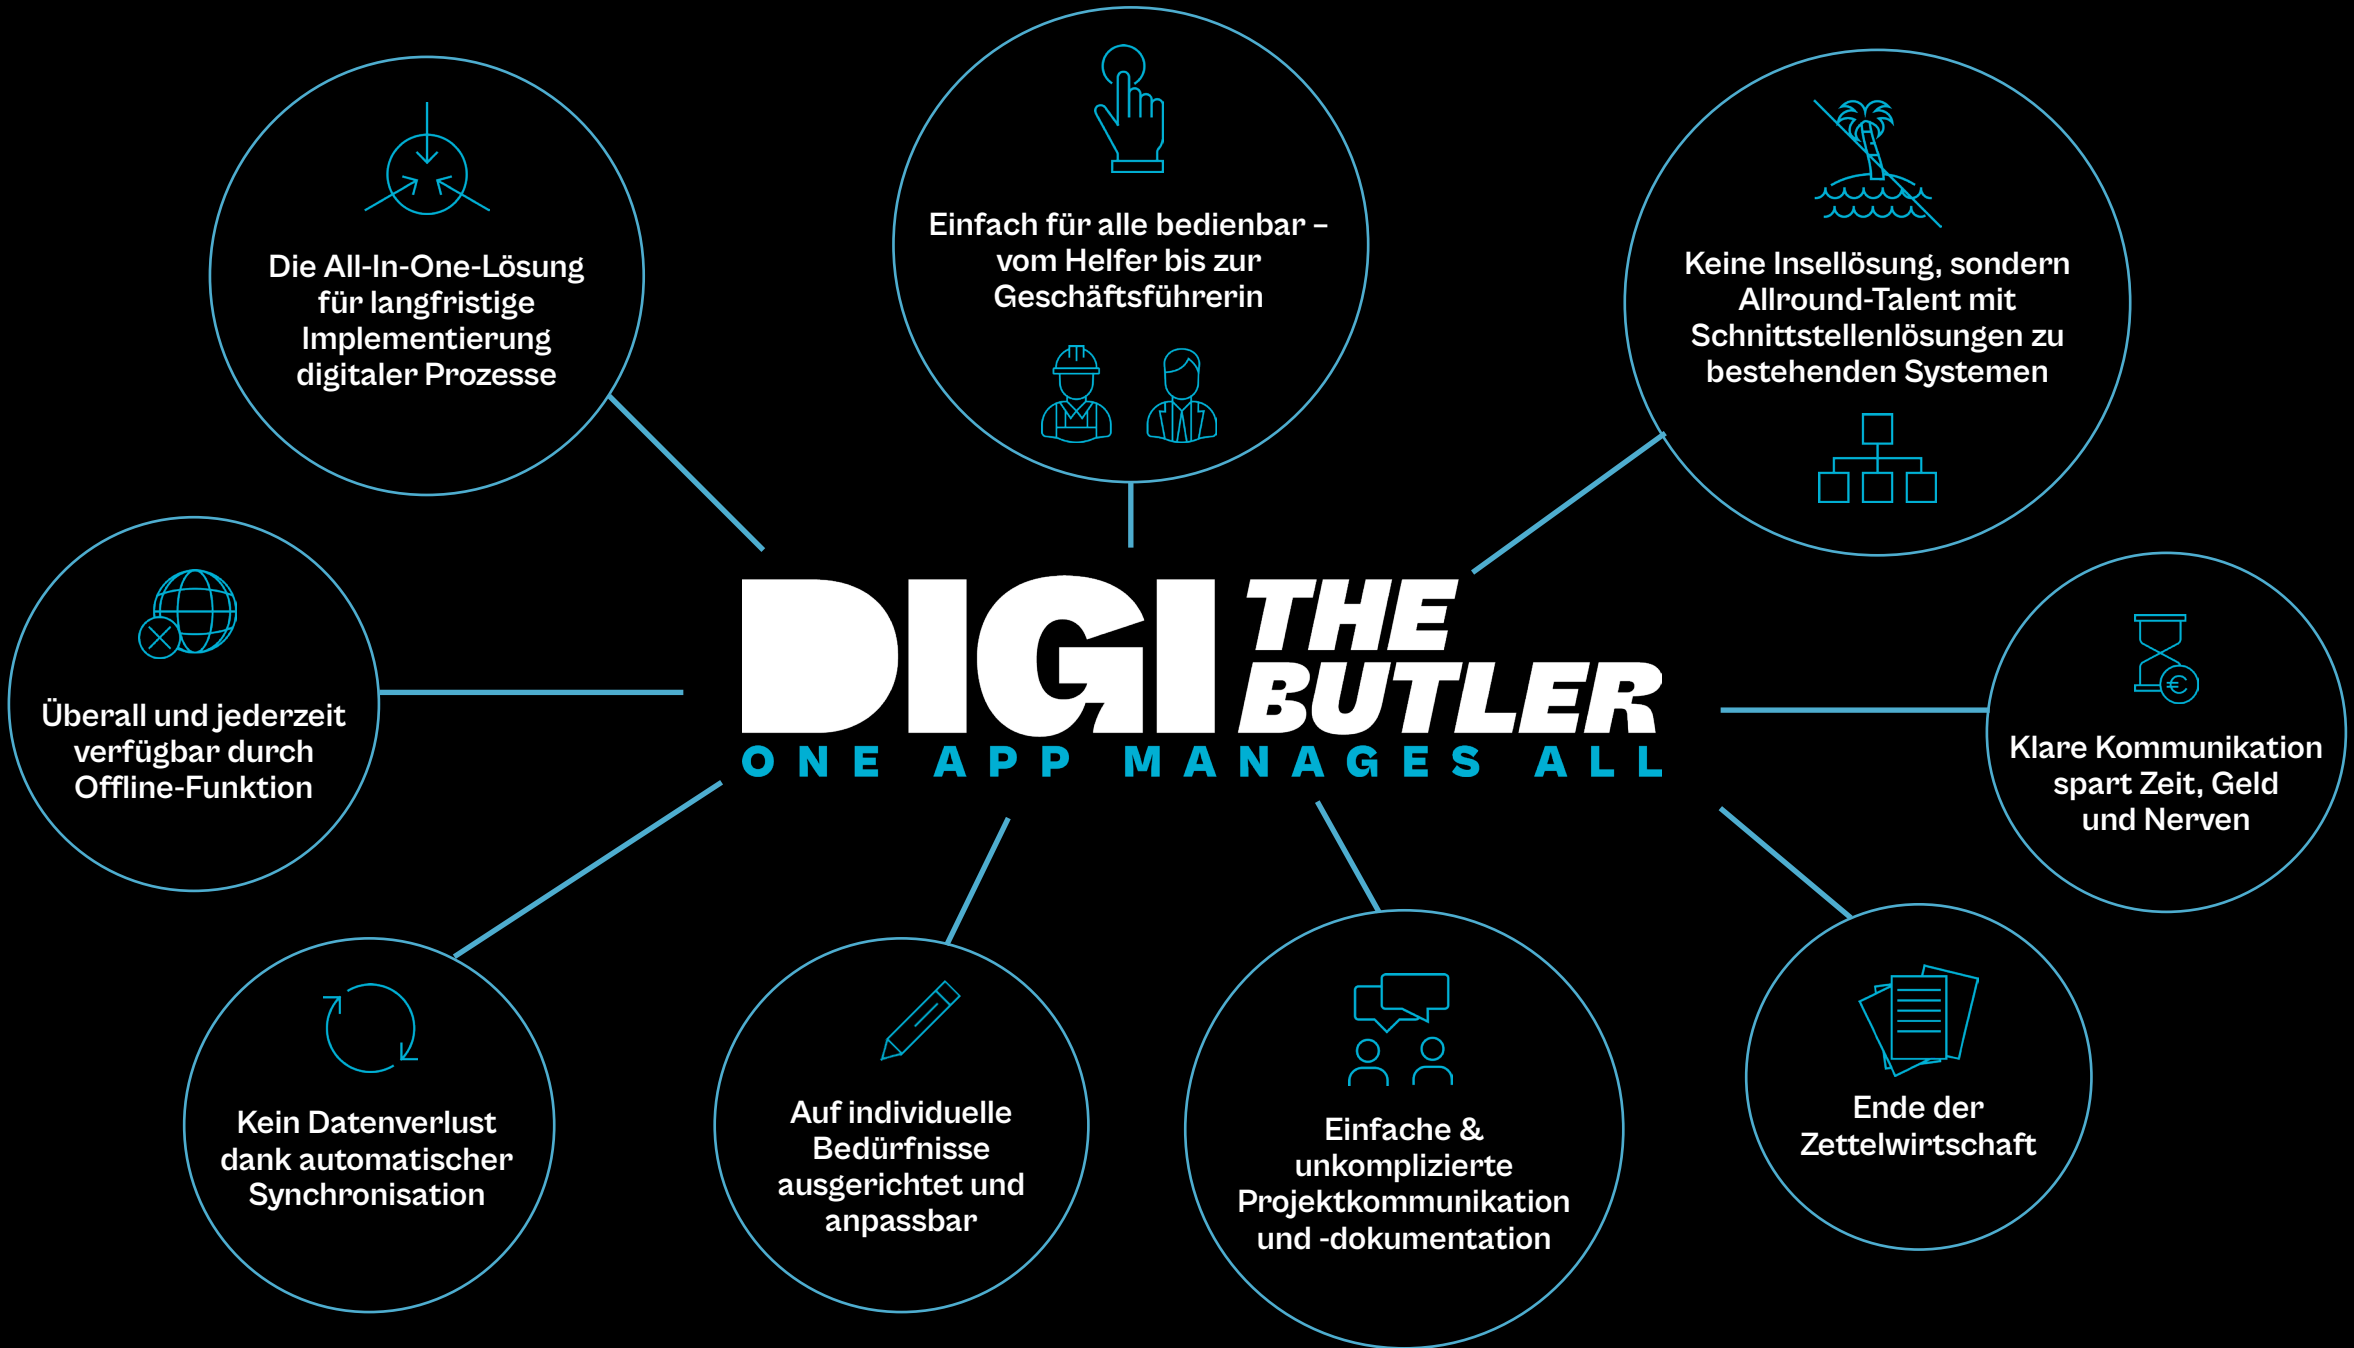 Die All-In-One-Lösung
für langfristige
Implementierung
digitaler Prozesse
Einfach für alle bedienbar –
vom Helfer bis zur
Geschäftsführerin
Keine Insellösung, sondern
Allround-Talent mit
Schnittstellenlösungen zu
bestehenden Systemen
Überall und jederzeit
verfügbar durch
Offline-Funktion
DIGI THE
BUTLER
ONE APP MANAGES ALL
€
Klare Kommunikation
spart Zeit, Geld
und Nerven
Kein Datenverlust
dank automatischer
Synchronisation
Auf individuelle
Bedürfnisse
ausgerichtet und
anpassbar
Einfache &
unkomplizierte
Projektkommunikation
und -dokumentation
Ende der
Zettelwirtschaft